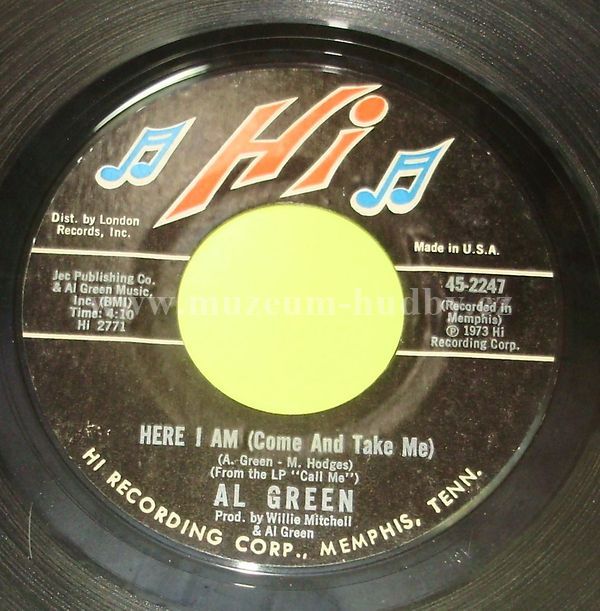 Hi
Dist. by London
Records, Inc.
Made in U.S.A.
Jec Publishing Co.
& Al Green Music,
Inc. (BMI)
Time: 4:10
Hi 2771
45-2247
(Recorded in
Memphis)
℗ 1973 Hi
Recording Corp.
www.muzeum-hudby.cz
HERE I AM (Come And Take Me)
(A. Green - M. Hodges)
(From the LP "Call Me")
AL GREEN
Prod. by Willie Mitchell
& Al Green
HI RECORDING CORP., MEMPHIS, TENN.